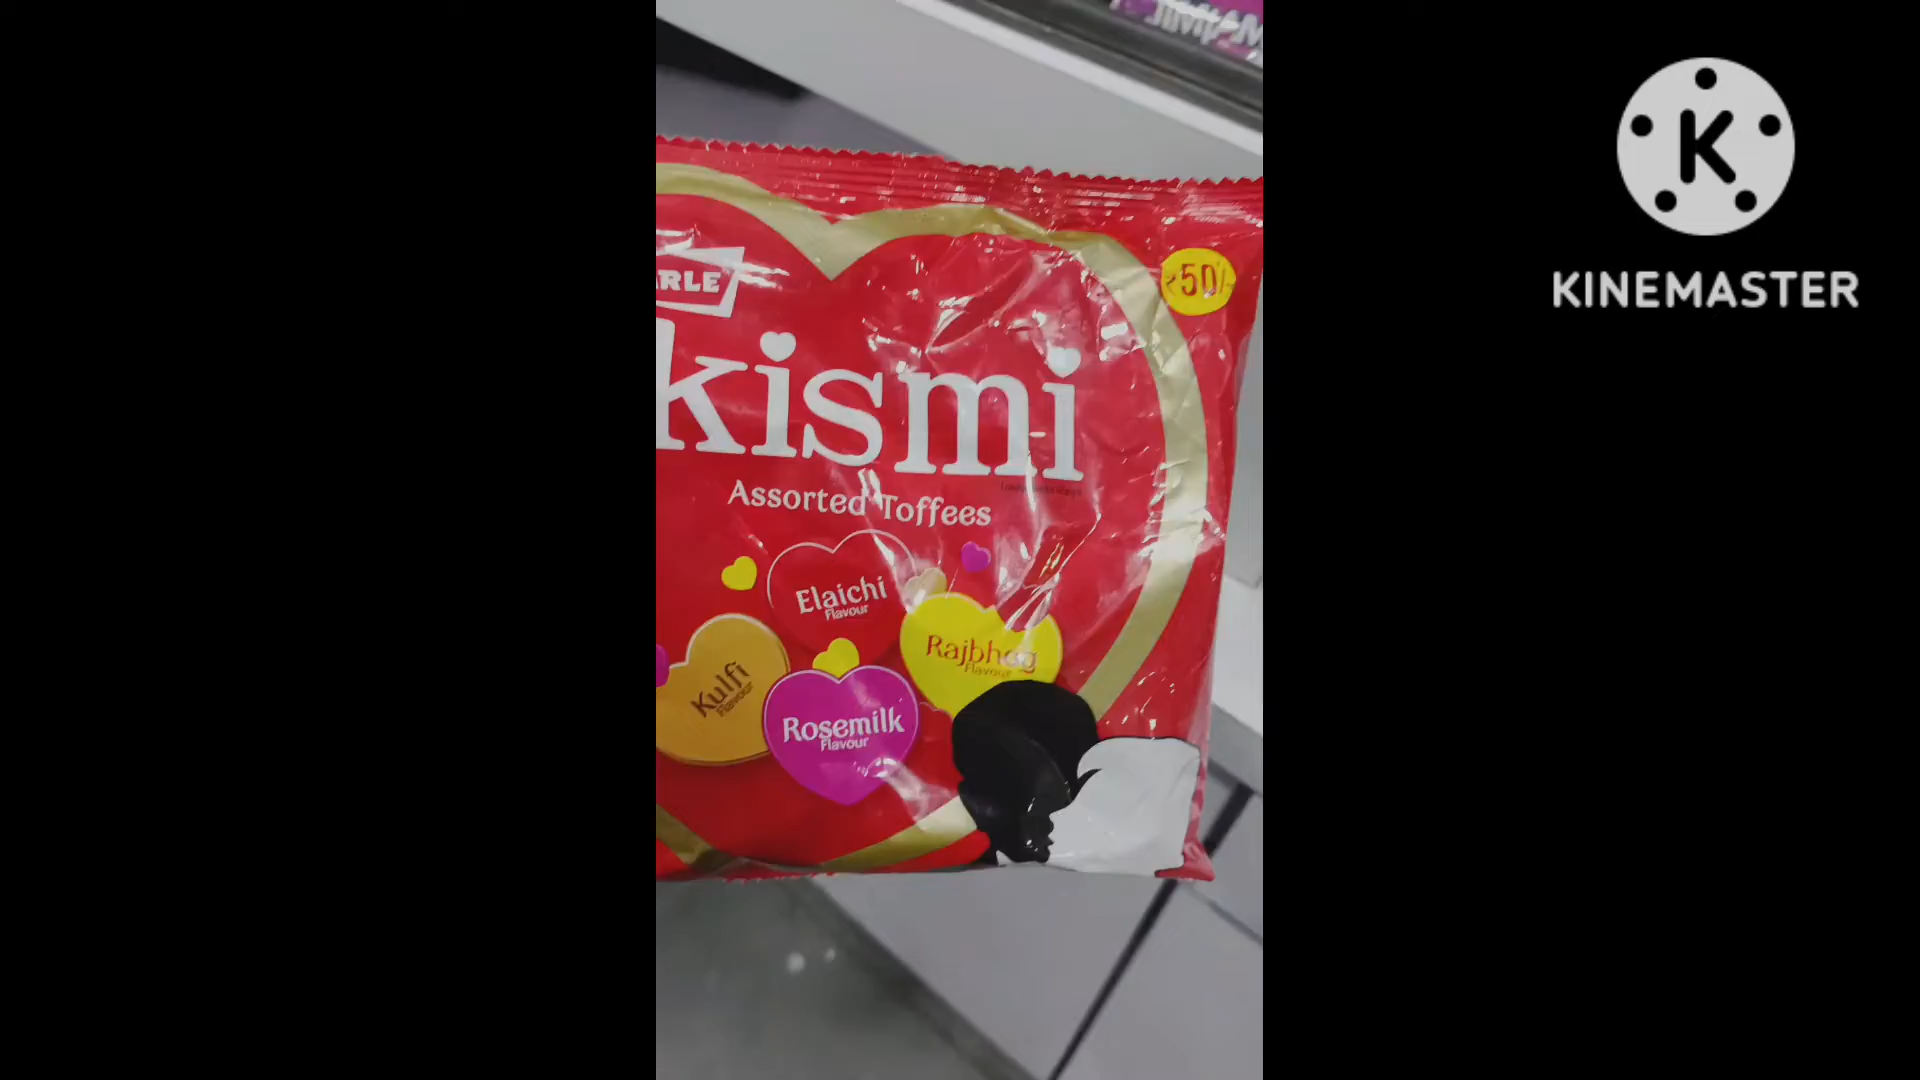 KINEMASTER
RLE
₹50/-
kismi
Assorted Toffees
Elaichi
Flavour
Rajbhog
Flavour
Kulfi
Flavour
Rosemilk
Flavour